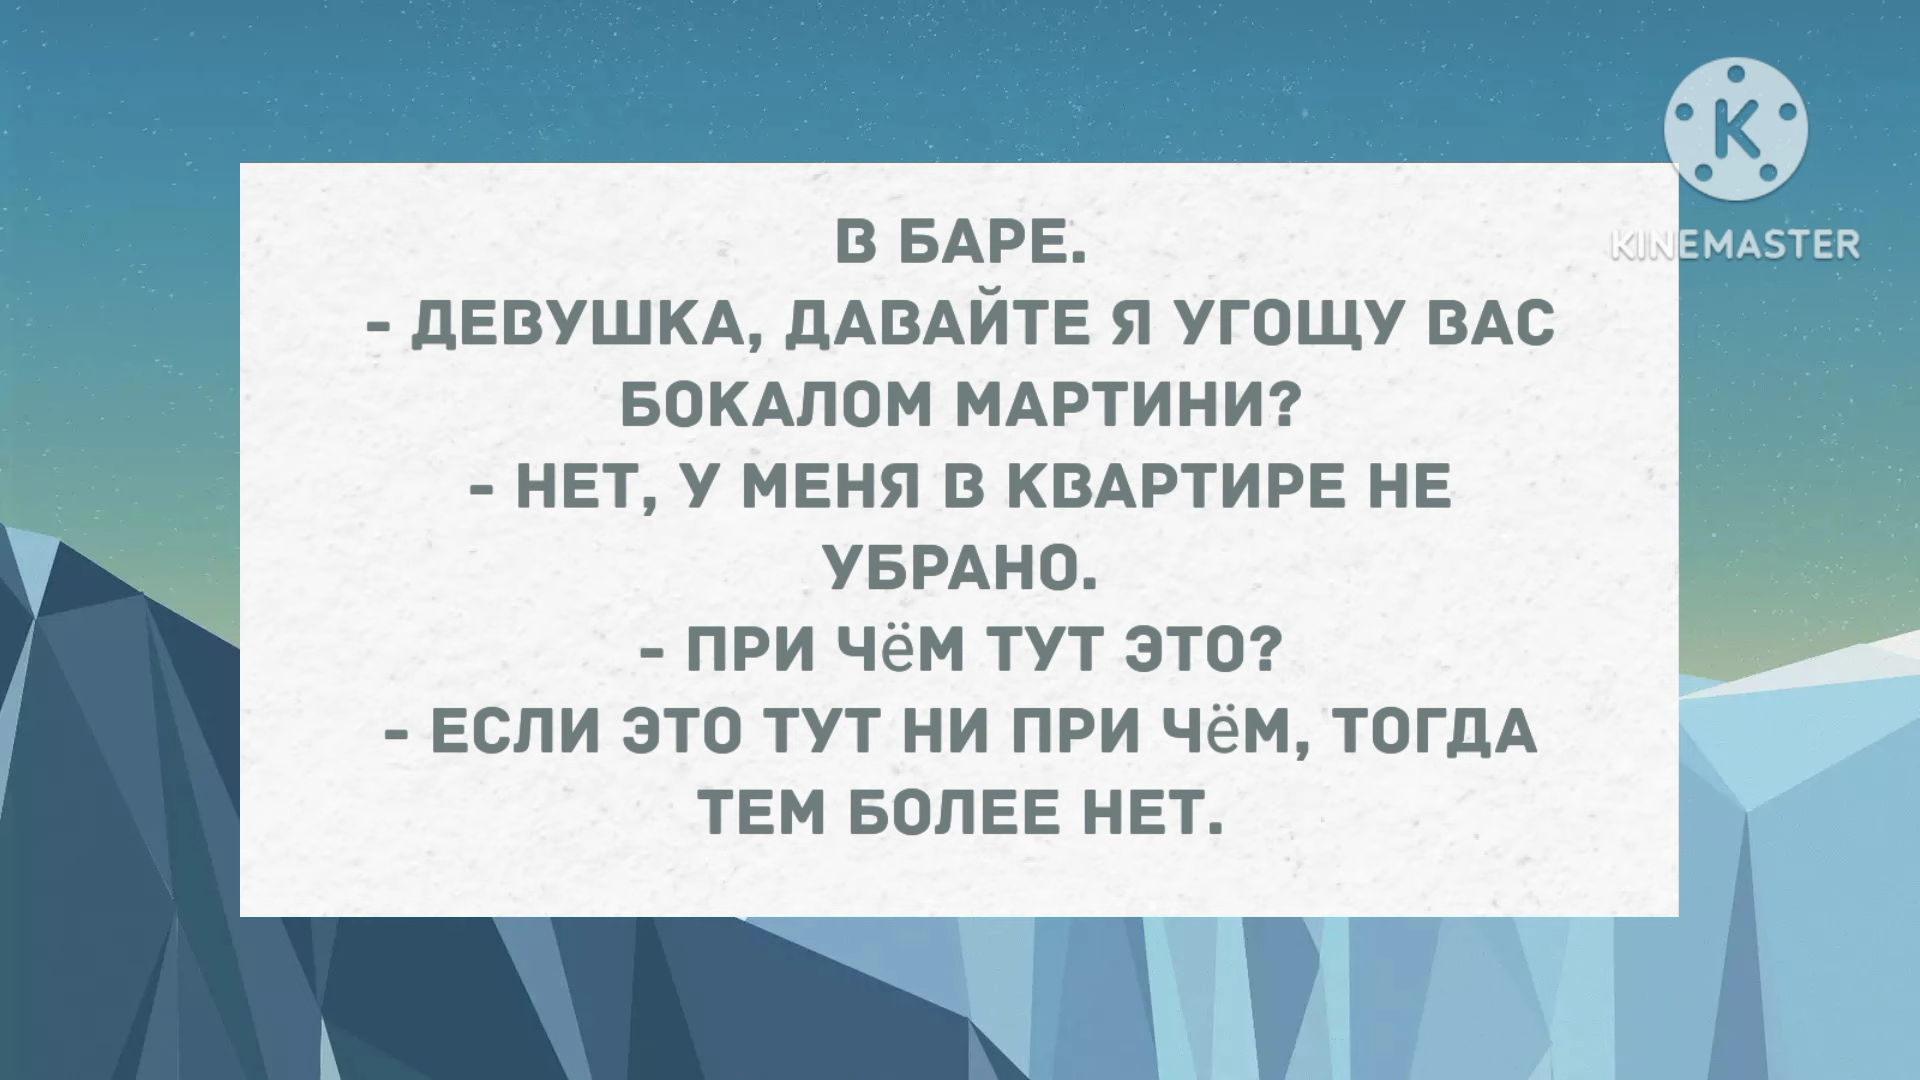 В БАРЕ.
- ДЕВУШКА, ДАВАЙТЕ Я УГОЩУ ВАС
БОКАЛОМ МАРТИНИ?
- НЕТ, У МЕНЯ В КВАРТИРЕ НЕ
УБРАНО.
- ПРИ ЧёМ ТУТ ЭТО?
- ЕСЛИ ЭТО ТУТ НИ ПРИ ЧёМ, ТОГДА
ТЕМ БОЛЕЕ НЕТ.
K
KINEMASTER